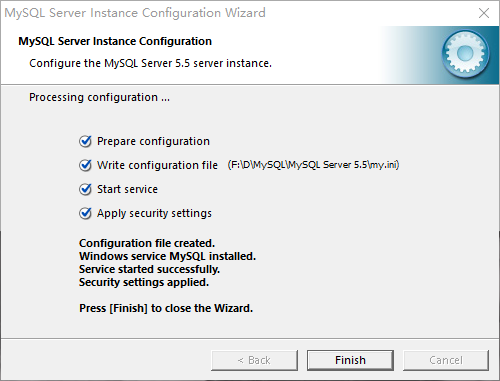 MySQL Server Instance Configuration Wizard
MySQL Server Instance Configuration
Configure the MySQL Server 5.5 server instance.
Processing configuration ...
Prepare configuration
Write configuration file (F:\D\MySQL\MySQL Server 5.5\my.ini)
Start service
Apply security settings
Configuration file created.
Windows service MySQL installed.
Service started successfully.
Security settings applied.
Press [Finish] to close the Wizard.
< Back Finish Cancel